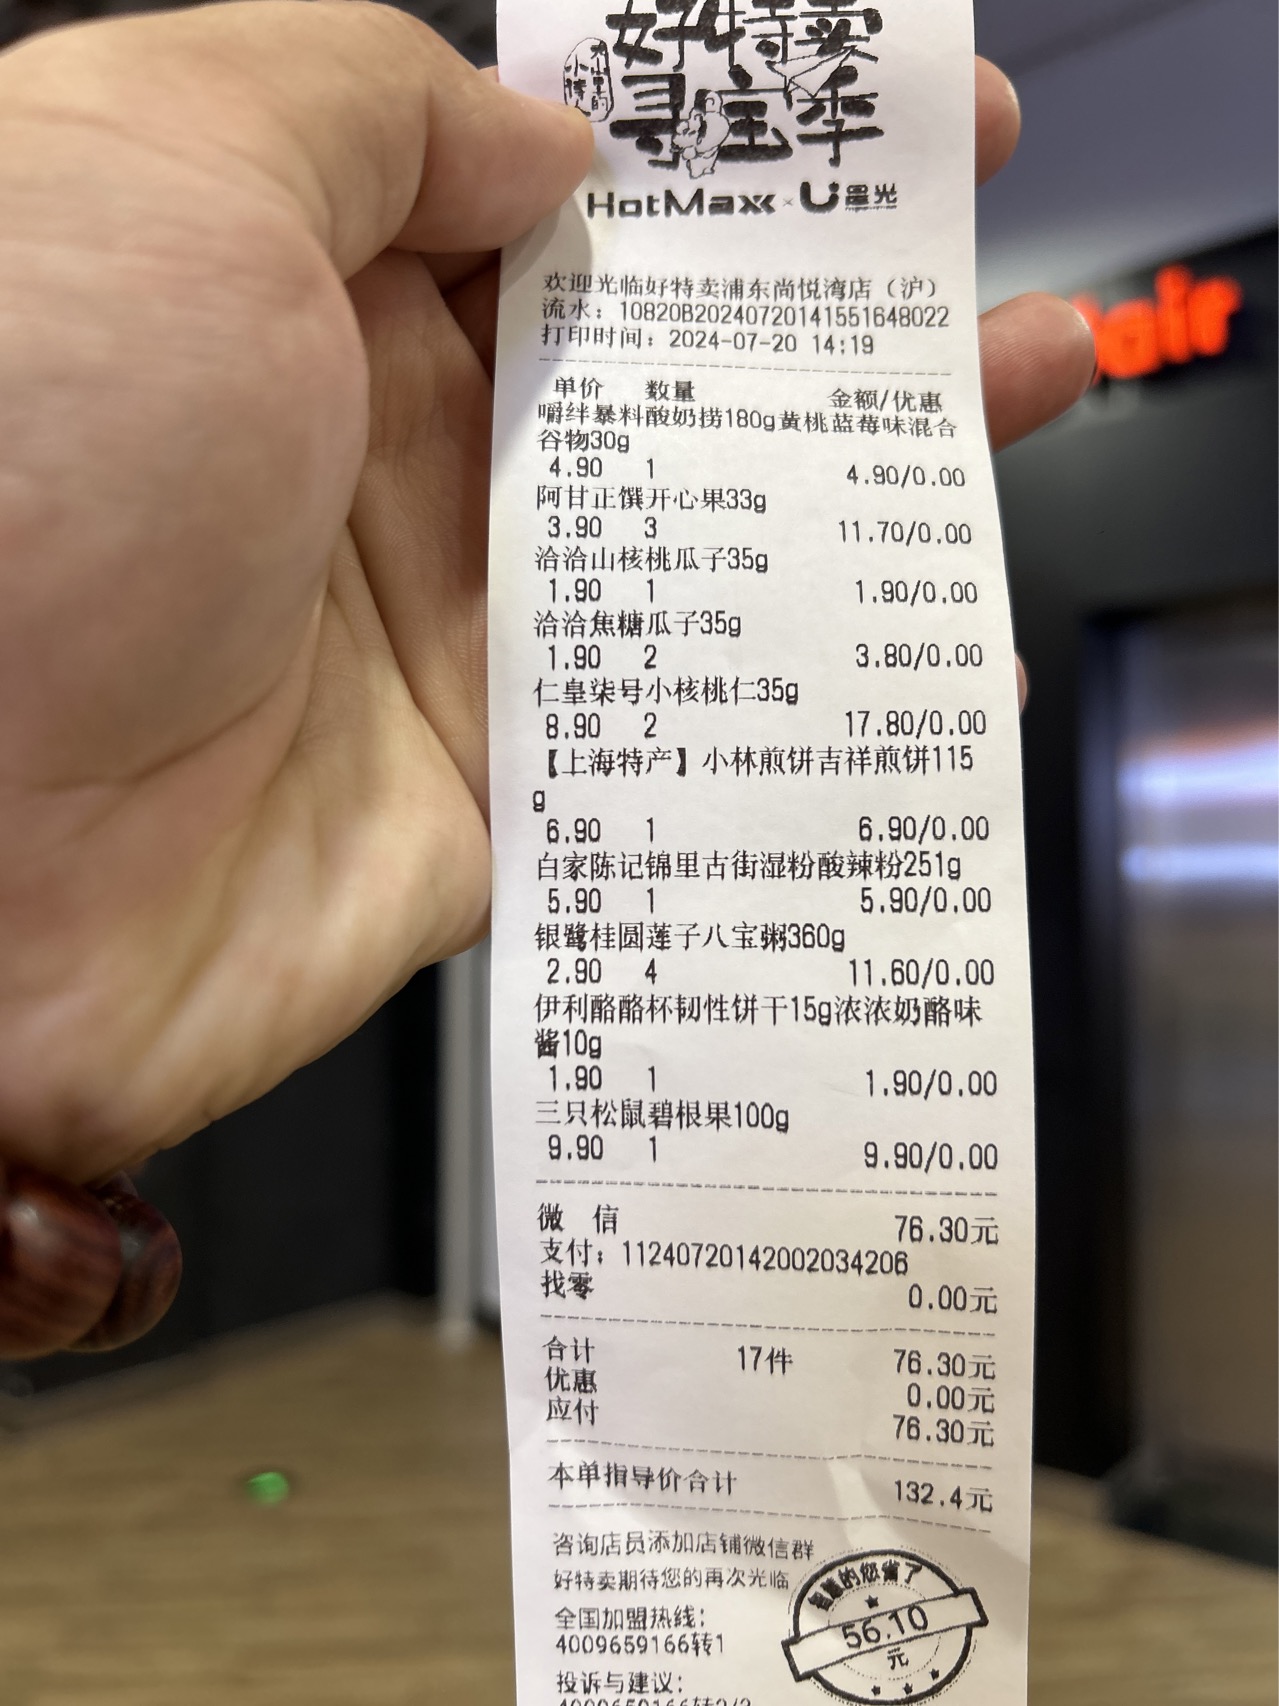 好特卖
寻宝季
HotMaxx × U 星光
欢迎光临好特卖浦东尚悦湾店（沪）
流水：10820B20240720141551648022
打印时间：2024-07-20 14:19
单价 数量 金额/优惠
嚼绊暴料酸奶捞180g黄桃蓝莓味混合
谷物30g
4.90 1 4.90/0.00
阿甘正馔开心果33g
3.90 3 11.70/0.00
洽洽山核桃瓜子35g
1.90 1 1.90/0.00
洽洽焦糖瓜子35g
1.90 2 3.80/0.00
仁皇柒号小核桃仁35g
8.90 2 17.80/0.00
【上海特产】小林煎饼吉祥煎饼115
g
6.90 1 6.90/0.00
白家陈记锦里古街湿粉酸辣粉251g
5.90 1 5.90/0.00
银鹭桂圆莲子八宝粥360g
2.90 4 11.60/0.00
伊利酪酪杯韧性饼干15g浓浓奶酪味
酱10g
1.90 1 1.90/0.00
三只松鼠碧根果100g
9.90 1 9.90/0.00
微 信 76.30元
支付：11240720142002034206
找零 0.00元
合计 17件 76.30元
优惠 0.00元
应付 76.30元
本单指导价合计 132.4元
咨询店员添加店铺微信群
好特卖期待您的再次光临
全国加盟热线：
4009659166转1
投诉与建议：
智慧的您省了
56.10
元
hair